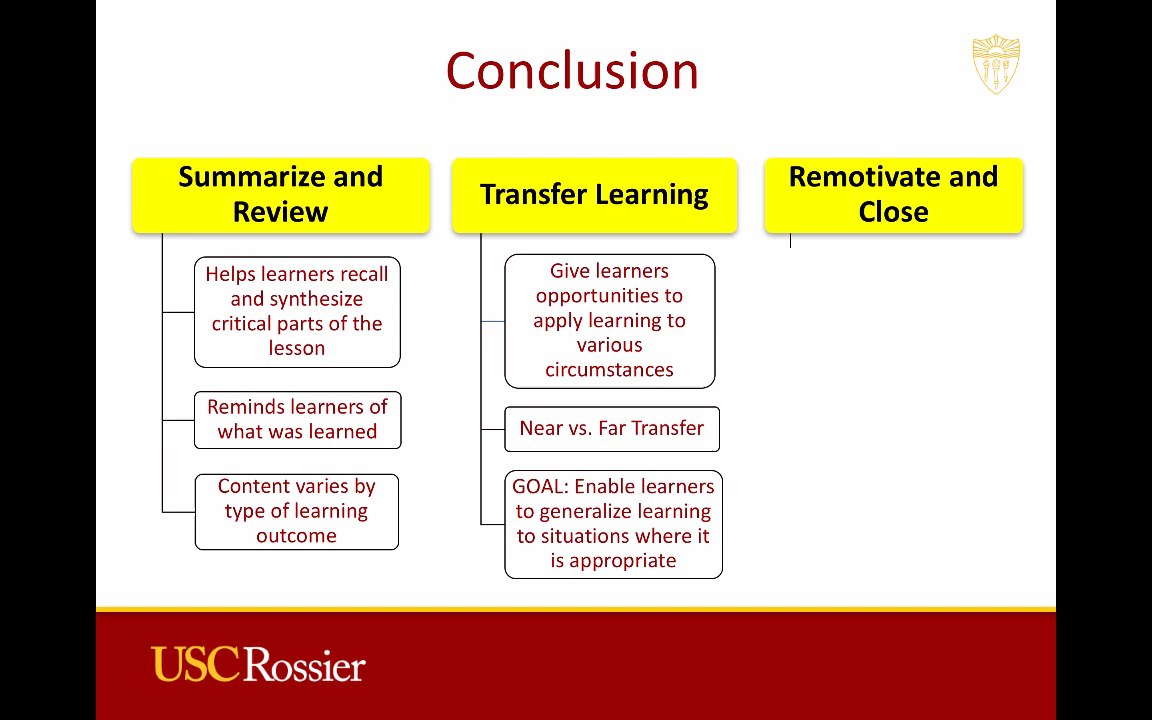 Conclusion
Summarize and
Review
Helps learners recall
and synthesize
critical parts of the
lesson
Reminds learners of
what was learned
Content varies by
type of learning
outcome
Transfer Learning
Give learners
opportunities to
apply learning to
various
circumstances
Near vs. Far Transfer
GOAL: Enable learners
to generalize learning
to situations where it
is appropriate
Remotivate and
Close
USC Rossier